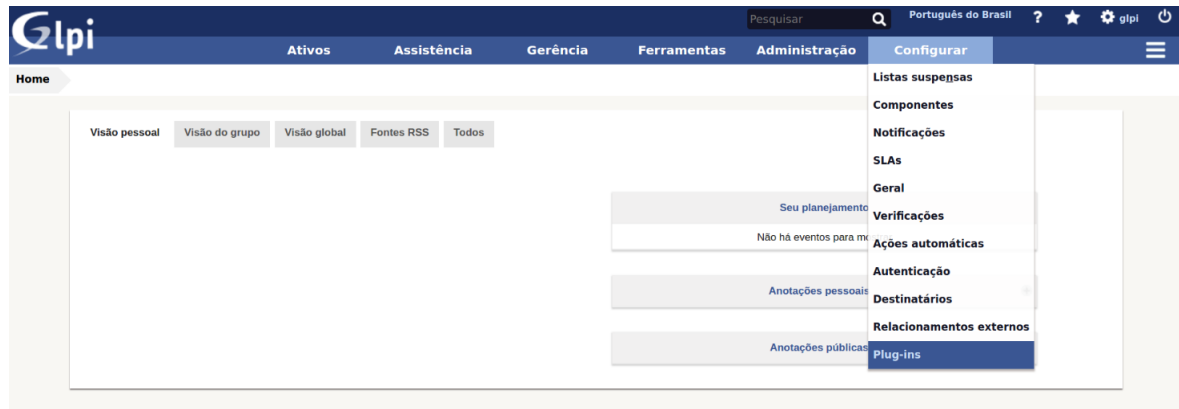 Glpi
Pesquisar Português do Brasil ? glpi
Ativos Assistência Gerência Ferramentas Administração Configurar
Home
Listas suspensas
Componentes
Visão pessoal Visão do grupo Visão global Fontes RSS Todos
Notificações
SLAs
Geral
Seu planejamento
Verificações
Não há eventos para mo
Ações automáticas
Autenticação
Anotações pessoais
Destinatários
Relacionamentos externos
Anotações públicas
Plug-ins